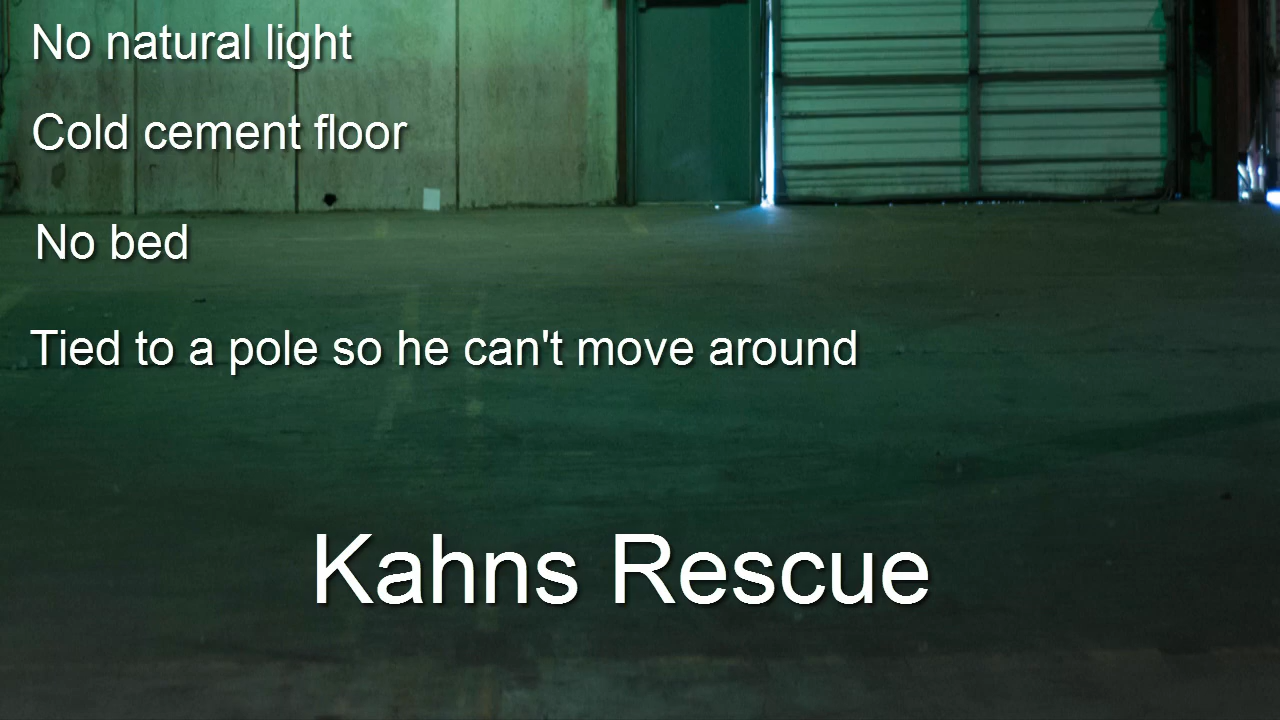 No natural light
Cold cement floor
No bed
Tied to a pole so he can't move around
Kahns Rescue